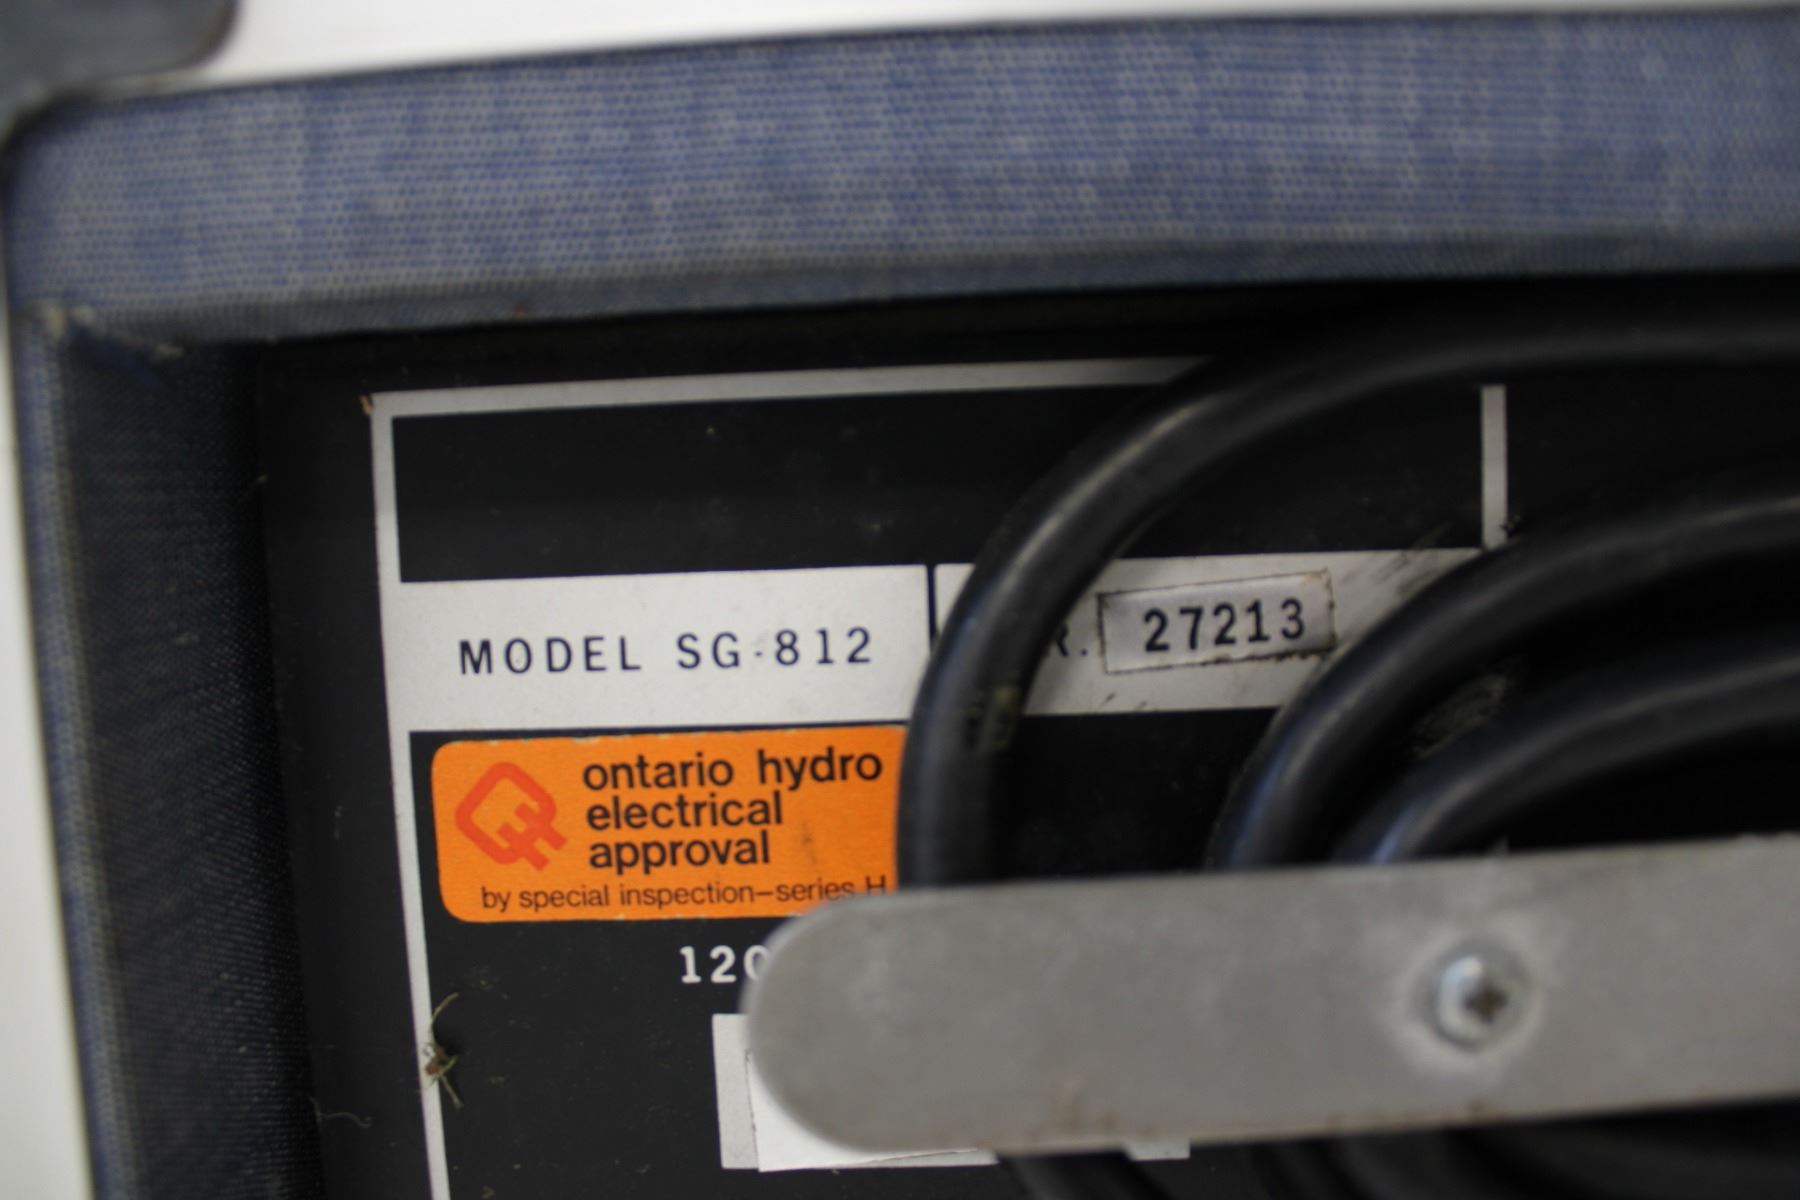 MODEL SG-812
R. 27213
ontario hydro
electrical
approval
by special inspection–series H
120